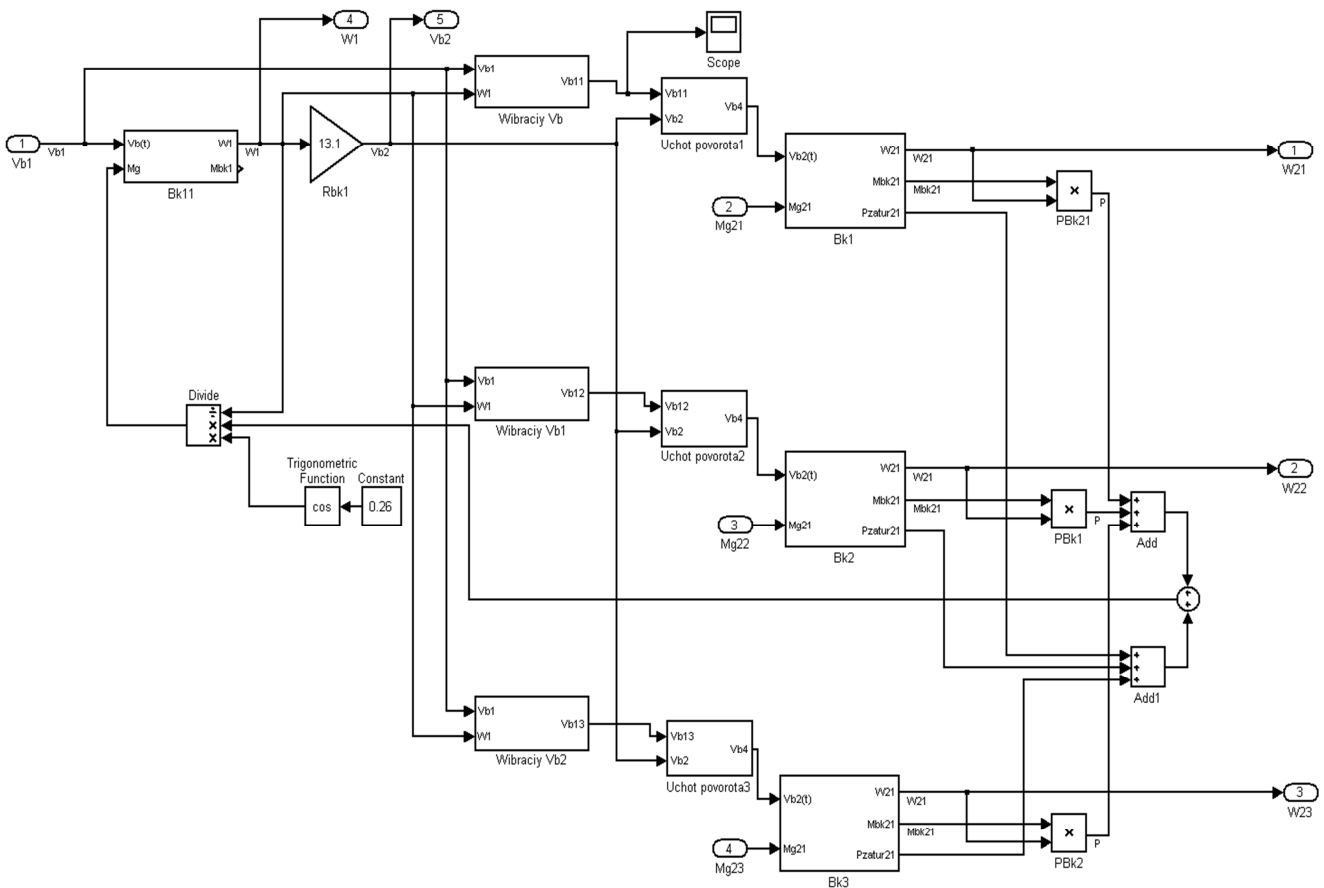 4
W1
5
Vb2
Scope
Vb1
W1
Vb11
Wibraciy Vb
Vb11
Vb2
Vb4
Uchot povorota1
1
Vb1
Vb1
Vb(t)
Mg
W1
Mbk1
Bk11
W1
13.1
Rbk1
Vb2
Vb2(t)
Mg21
W21
Mbk21
Pzatur21
Bk1
W21
Mbk21
2
Mg21
×
PBk21
P
1
W21
Divide
÷
×
×
Trigonometric
Function
cos
Constant
0.26
Vb1
W1
Vb12
Wibraciy Vb1
Vb12
Vb2
Vb4
Uchot povorota2
Vb2(t)
Mg21
W21
Mbk21
Pzatur21
Bk2
W21
Mbk21
3
Mg22
×
PBk1
P
2
W22
+
+
+
Add
+
+
+
+
+
Add1
Vb1
W1
Vb13
Wibraciy Vb2
Vb13
Vb2
Vb4
Uchot povorota3
Vb2(t)
Mg21
W21
Mbk21
Pzatur21
Bk3
W21
Mbk21
4
Mg23
×
PBk2
P
3
W23